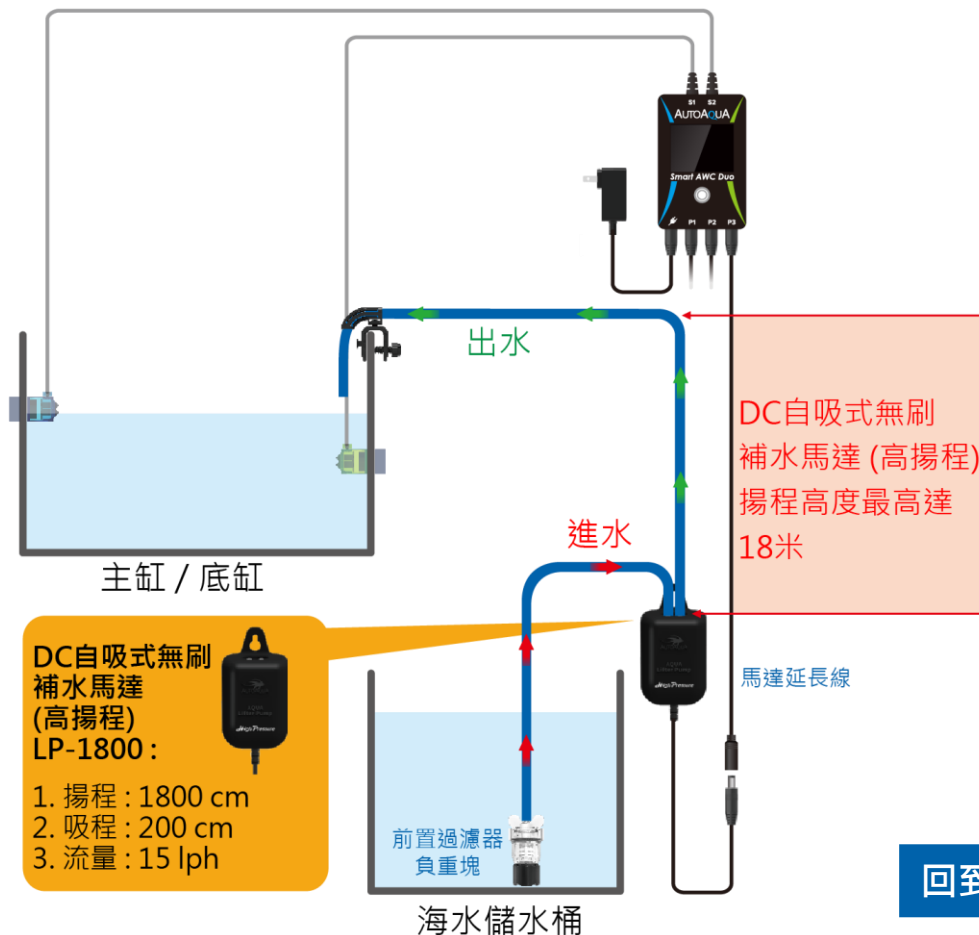 S1 S2
AUTOAQUA
Smart AWC Duo
P1 P2 P3
出水
DC自吸式無刷
補水馬達 (高揚程)
揚程高度最高達
18米
進水
主缸 / 底缸
DC自吸式無刷
補水馬達
(高揚程)
LP-1800 :
1. 揚程 : 1800 cm
2. 吸程 : 200 cm
3. 流量 : 15 lph
馬達延長線
前置過濾器
負重塊
海水儲水桶
回到